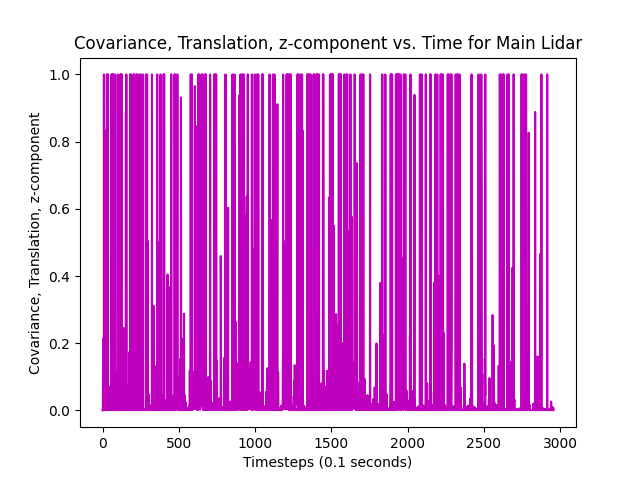 Covariance, Translation, z-component vs. Time for Main Lidar
Covariance, Translation, z-component
1.0
0.8
0.6
0.4
0.2
0.0
0 500 1000 1500 2000 2500 3000
Timesteps (0.1 seconds)